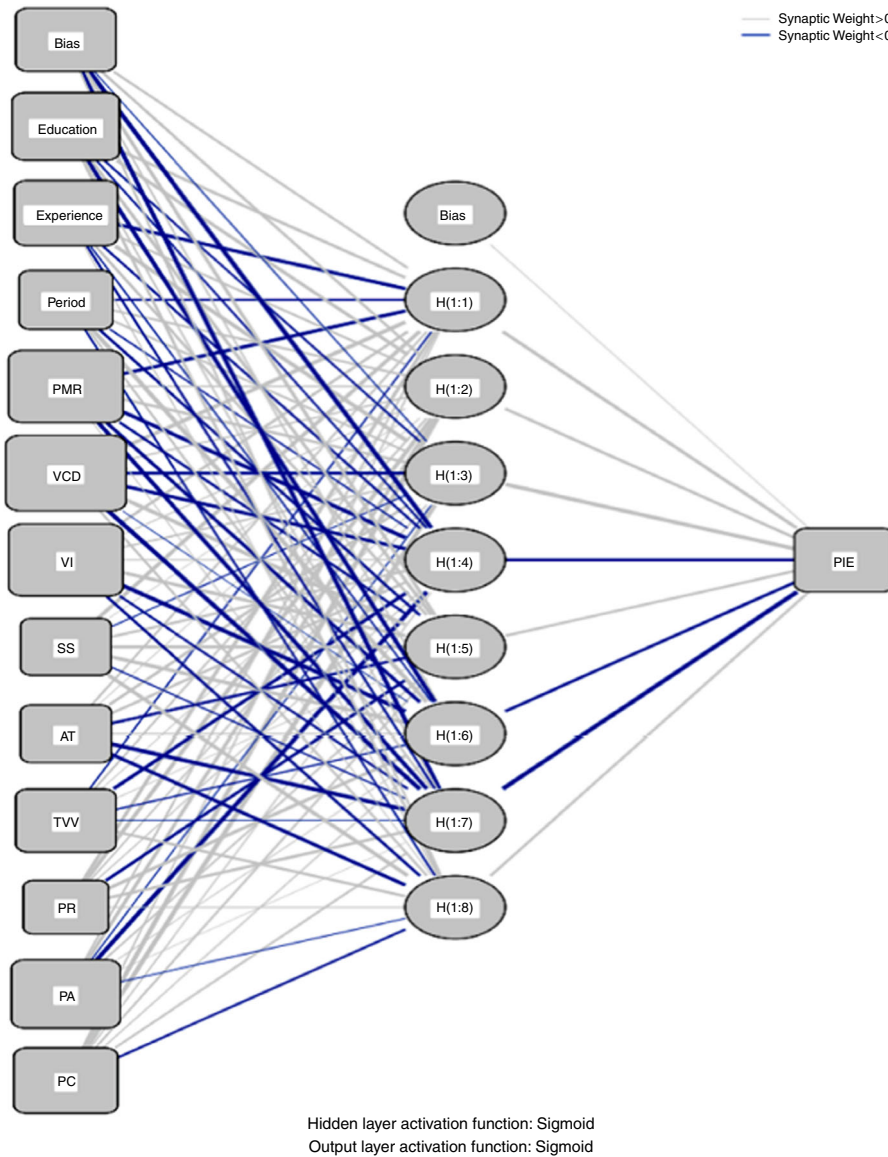 Synaptic Weight>0
Synaptic Weight<0
Bias
Education
Experience
Period
PMR
VCD
VI
SS
AT
TVV
PR
PA
PC
Bias
H(1:1)
H(1:2)
H(1:3)
H(1:4)
H(1:5)
H(1:6)
H(1:7)
H(1:8)
PIE
Hidden layer activation function: Sigmoid
Output layer activation function: Sigmoid